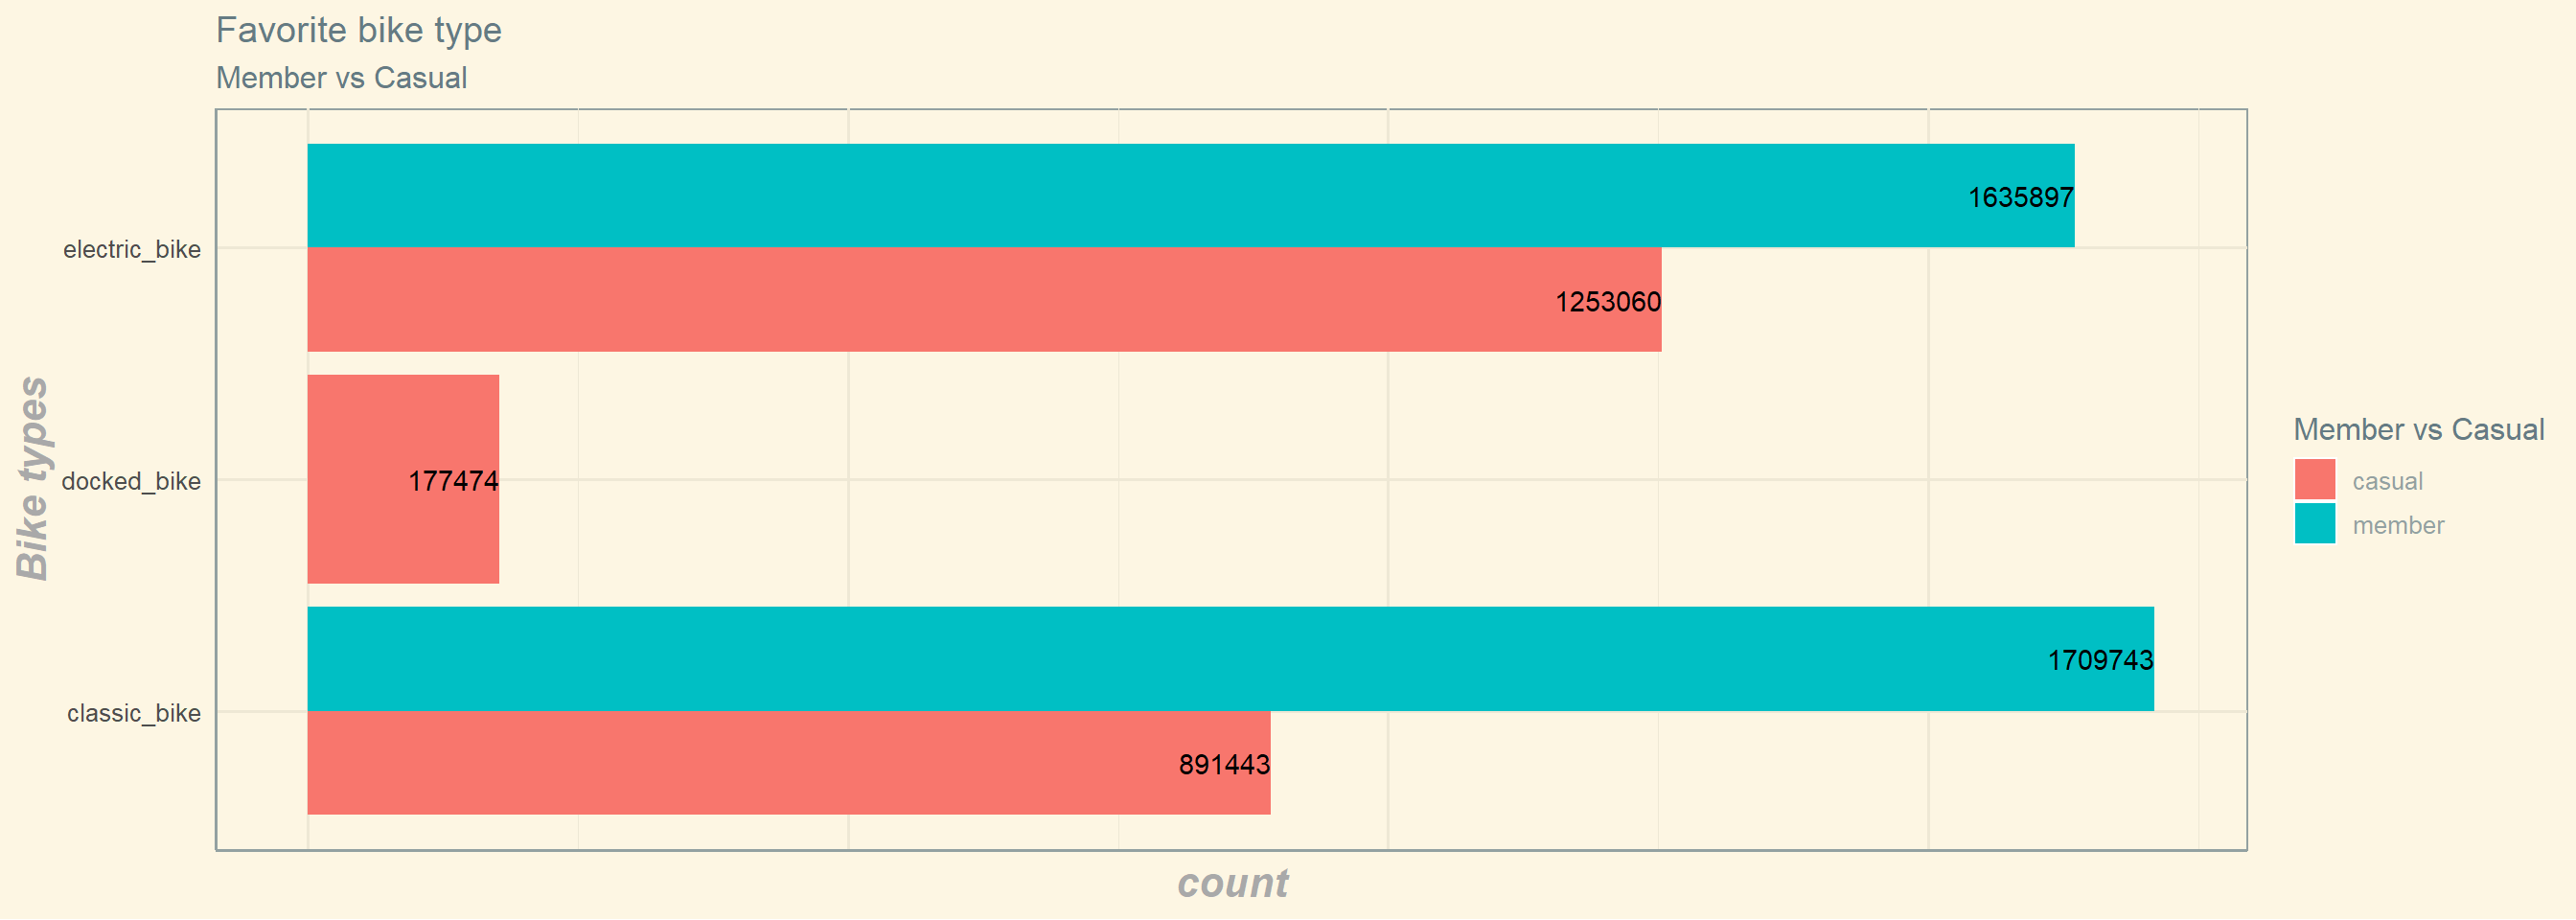 Favorite bike type
Member vs Casual
Bike types
electric_bike
1635897
1253060
docked_bike
177474
classic_bike
1709743
891443
count
Member vs Casual
casual
member